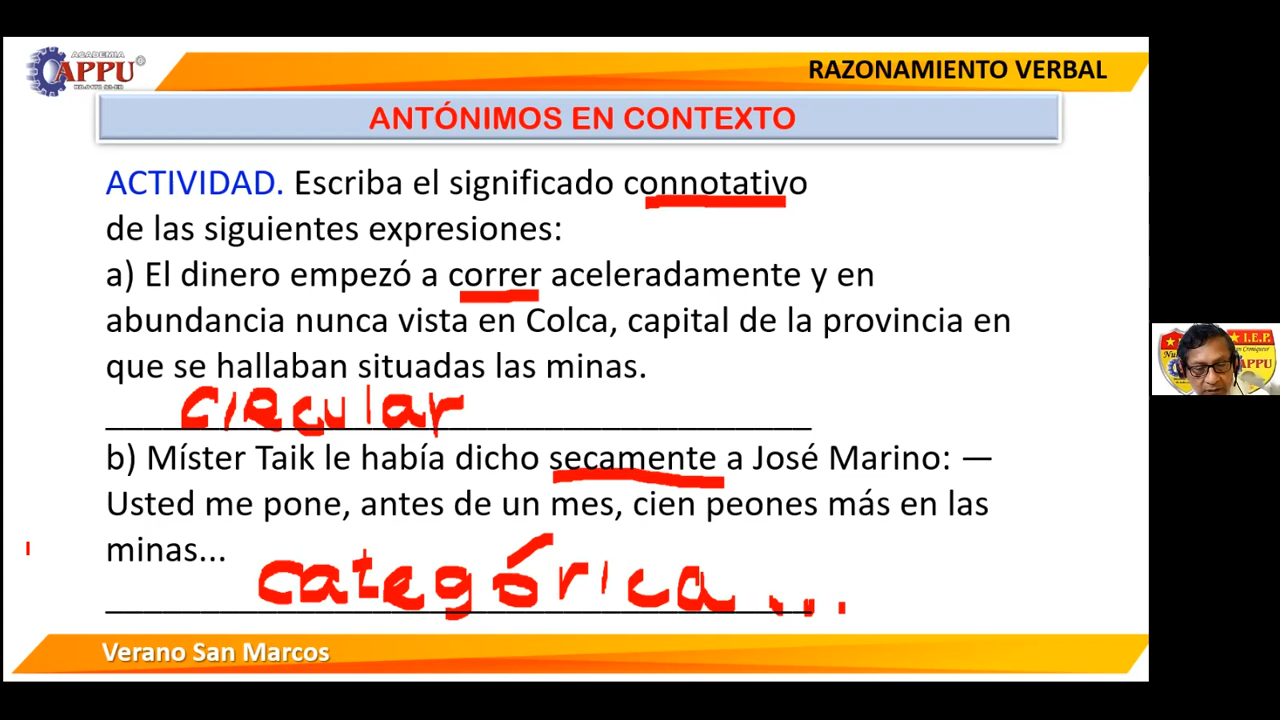 ACADEMIA
APPU
RAZONAMIENTO VERBAL
ANTÓNIMOS EN CONTEXTO
ACTIVIDAD. Escriba el significado connotativo
de las siguientes expresiones:
a) El dinero empezó a correr aceleradamente y en
abundancia nunca vista en Colca, capital de la provincia en
que se hallaban situadas las minas.
circular
b) Míster Taik le había dicho secamente a José Marino: —
Usted me pone, antes de un mes, cien peones más en las
minas...
categórica...
Verano San Marcos
I.E.P.
APPU